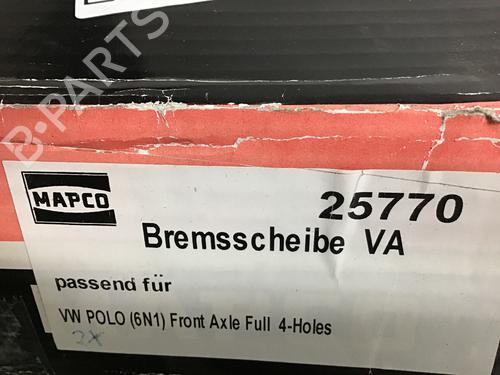 B-PARTS
MAPCO
25770
Bremsscheibe VA
passend für
VW POLO (6N1) Front Axle Full 4-Holes
2X